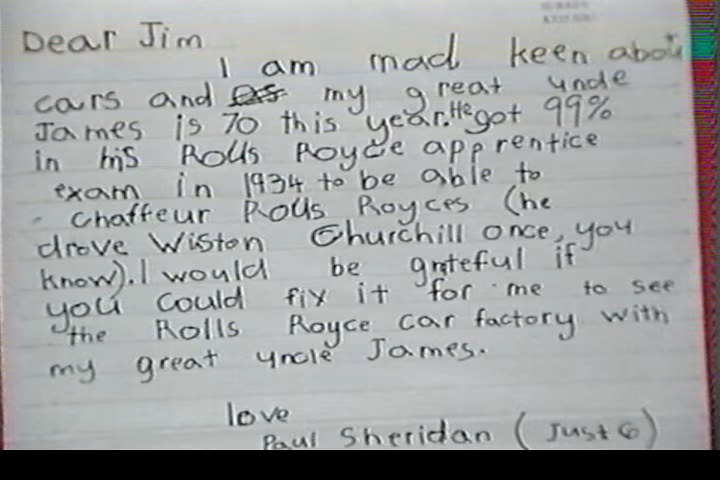 Dear Jim
I am mad keen abou
cars and my great uncle
James is 70 this year. He got 99%
in his Rolls Royce apprentice
exam in 1934 to be able to
chaffeur Rolls Royces (he
drove Wiston Churchill once, you
know). I would be grateful if
you could fix it for me to see
the Rolls Royce car factory with
my great uncle James.
love
Paul Sheridan (Just 6)